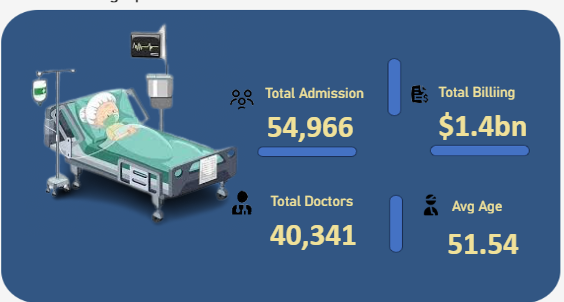 Total Admission
54,966
Total Billiing
$1.4bn
Total Doctors
40,341
Avg Age
51.54